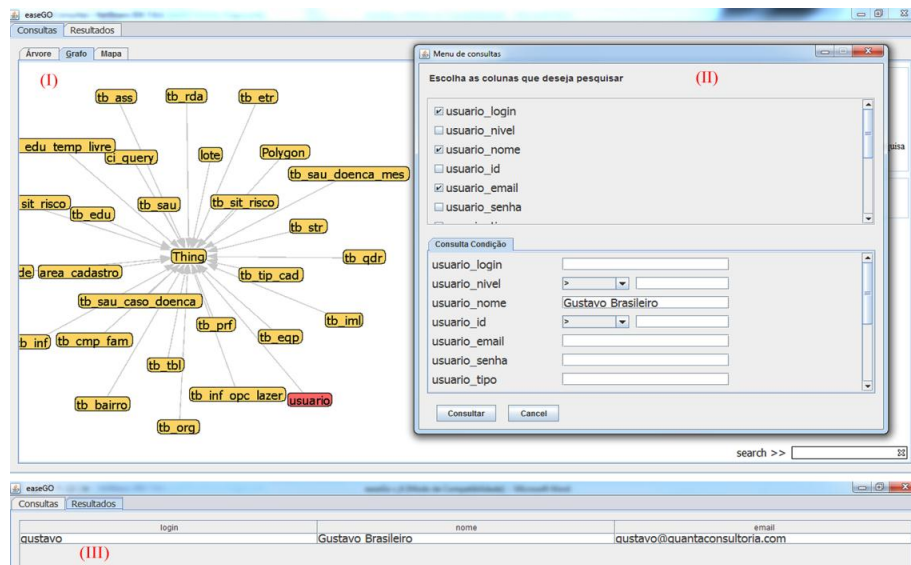 easeGO
Consultas Resultados
Árvore Grafo Mapa
(I)
tb_ass tb_rda tb_etr
edu_temp_livre
ci_query lote Polygon
tb_sau_doenca_mes
sit_risco tb_edu tb_sau tb_sit_risco
tb_str
Thing tb_qdr
de area_cadastro tb_tip_cad
tb_sau_caso_doenca
tb_prf tb_iml
b_inf tb_cmp_fam tb_eqp
tb_tbl
tb_bairro tb_inf_opc_lazer usuario
tb_org
Menu de consultas
Escolha as colunas que deseja pesquisar (II)
usuario_login
usuario_nivel
usuario_nome
usuario_id
usuario_email
usuario_senha
Consulta Condição
usuario_login
usuario_nivel >
usuario_nome Gustavo Brasileiro
usuario_id >
usuario_email
usuario_senha
usuario_tipo
Consultar Cancel
search >>
easeGO
Consultas Resultados
login nome email
gustavo Gustavo Brasileiro gustavo@quantaconsultoria.com
(III)